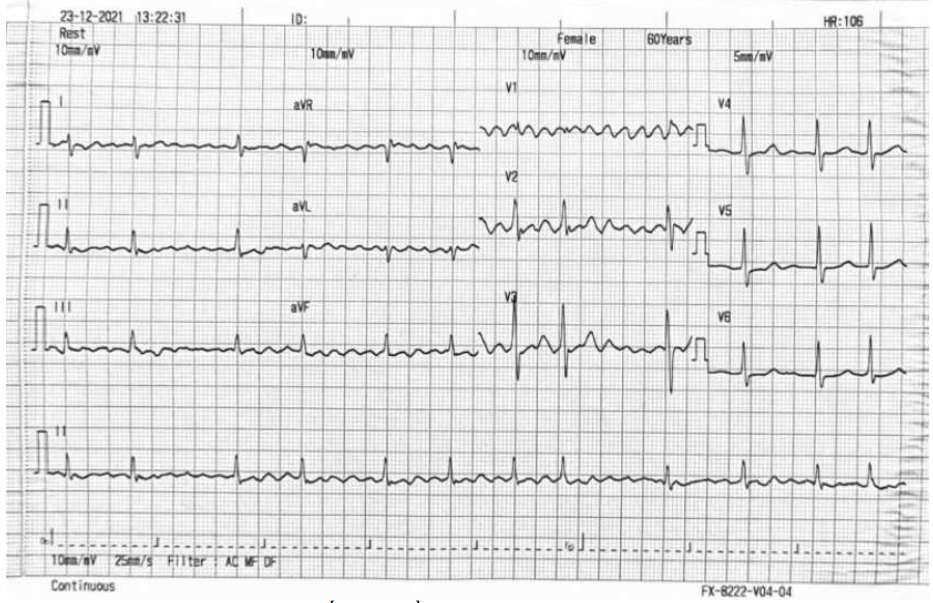 23-12-2021 13:22:31 ID: HR:106
Rest Female 60Years
10mm/mV 10mm/mV 10mm/mV 5mm/mV
I aVR V1 V4
II aVL V2 V5
III aVF V3 V6
II
10mm/mV 25mm/s Filter : AC MF DF
Continuous FX-8222-V04-04